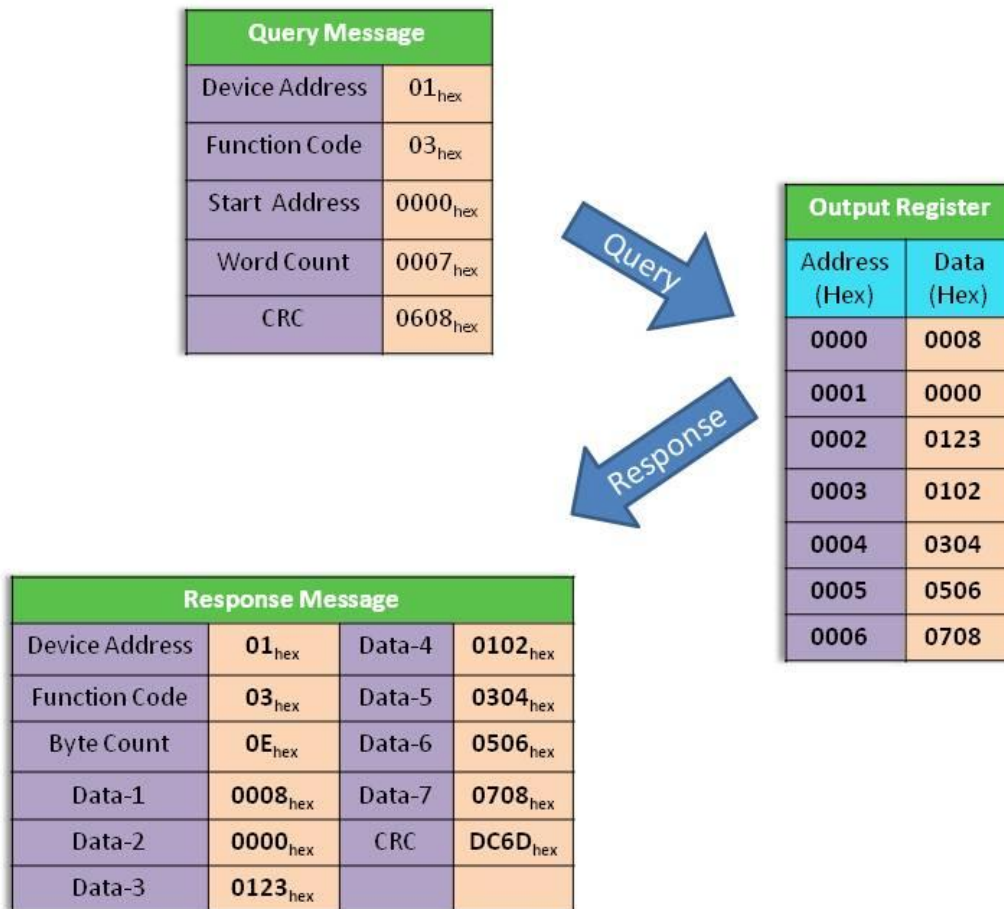 Query Message
Device Address 01hex
Function Code 03hex
Start Address 0000hex
Word Count 0007hex
CRC 0608hex
Query
Response
Output Register
Address (Hex) Data (Hex)
0000 0008
0001 0000
0002 0123
0003 0102
0004 0304
0005 0506
0006 0708
Response Message
Device Address 01hex Data-4 0102hex
Function Code 03hex Data-5 0304hex
Byte Count 0Ehex Data-6 0506hex
Data-1 0008hex Data-7 0708hex
Data-2 0000hex CRC DC6Dhex
Data-3 0123hex